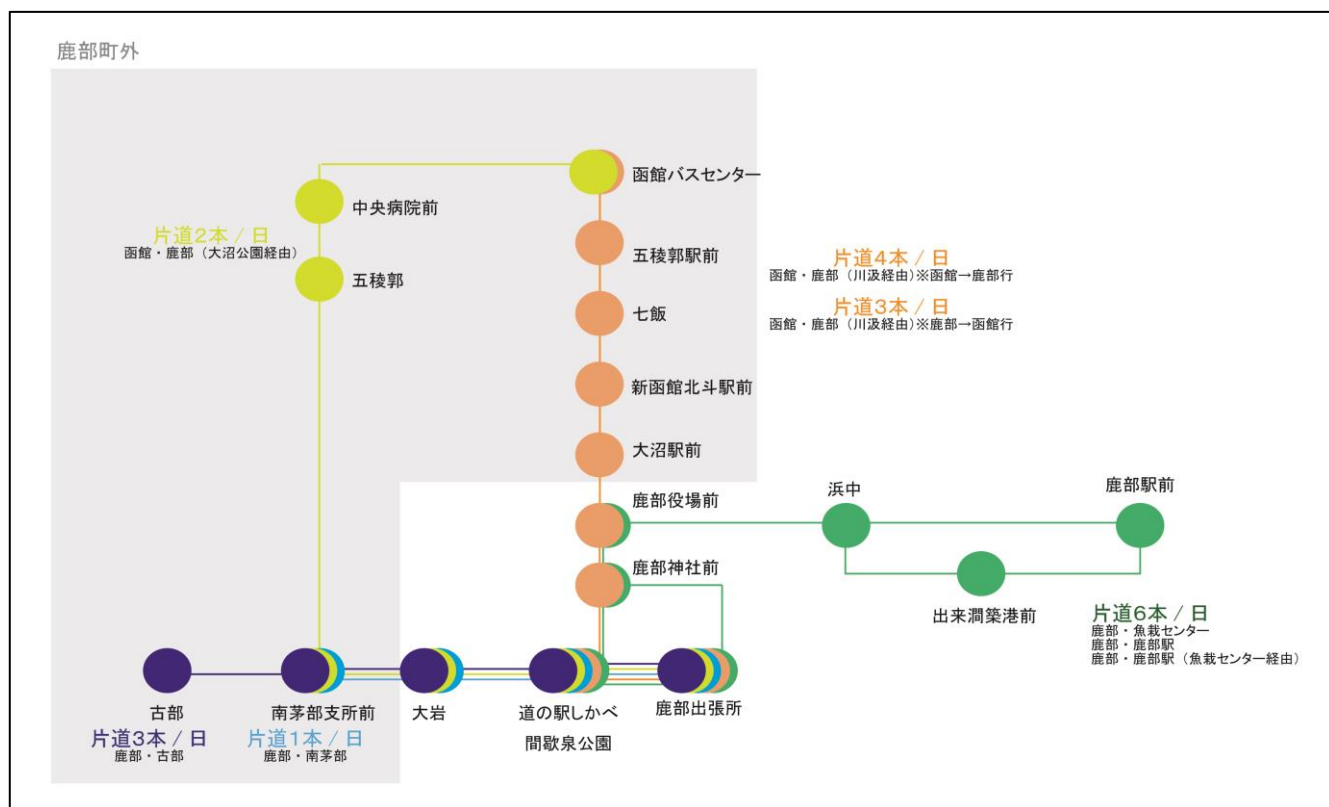 鹿部町外
函館バスセンター
中央病院前
片道2本 / 日
函館・鹿部（大沼公園経由）
五稜郭
五稜郭駅前
片道4本 / 日
函館・鹿部（川汲経由）※函館→鹿部行
七飯
片道3本 / 日
函館・鹿部（川汲経由）※鹿部→函館行
新函館北斗駅前
大沼駅前
鹿部役場前
浜中
鹿部駅前
鹿部神社前
出来澗築港前
片道6本 / 日
鹿部・魚栽センター
鹿部・鹿部駅
鹿部・鹿部駅（魚栽センター経由）
古部
南茅部支所前
大岩
道の駅しかべ
間歇泉公園
鹿部出張所
片道3本 / 日
鹿部・古部
片道1本 / 日
鹿部・南茅部